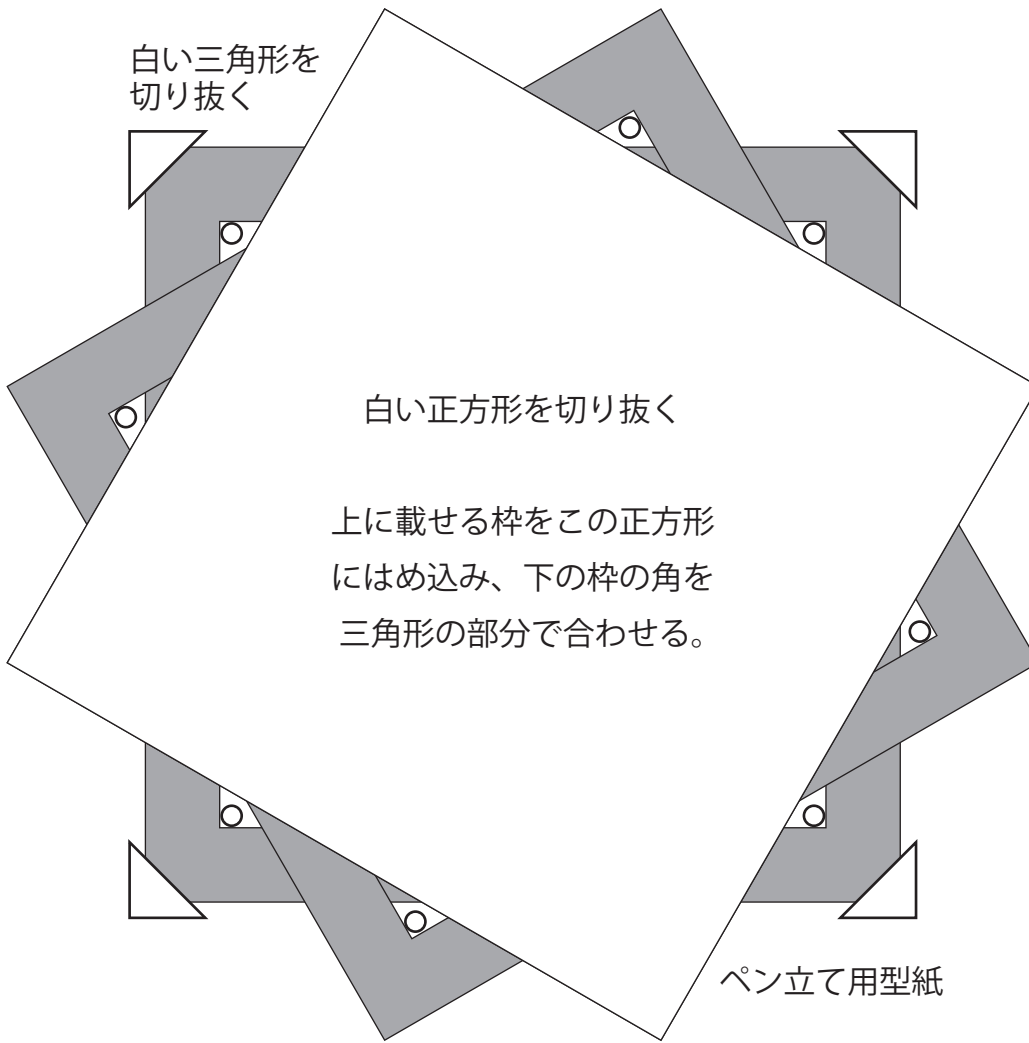 白い三角形を
切り抜く
白い正方形を切り抜く
上に載せる枠をこの正方形
にはめ込み、下の枠の角を
三角形の部分で合わせる。
ペン立て用型紙